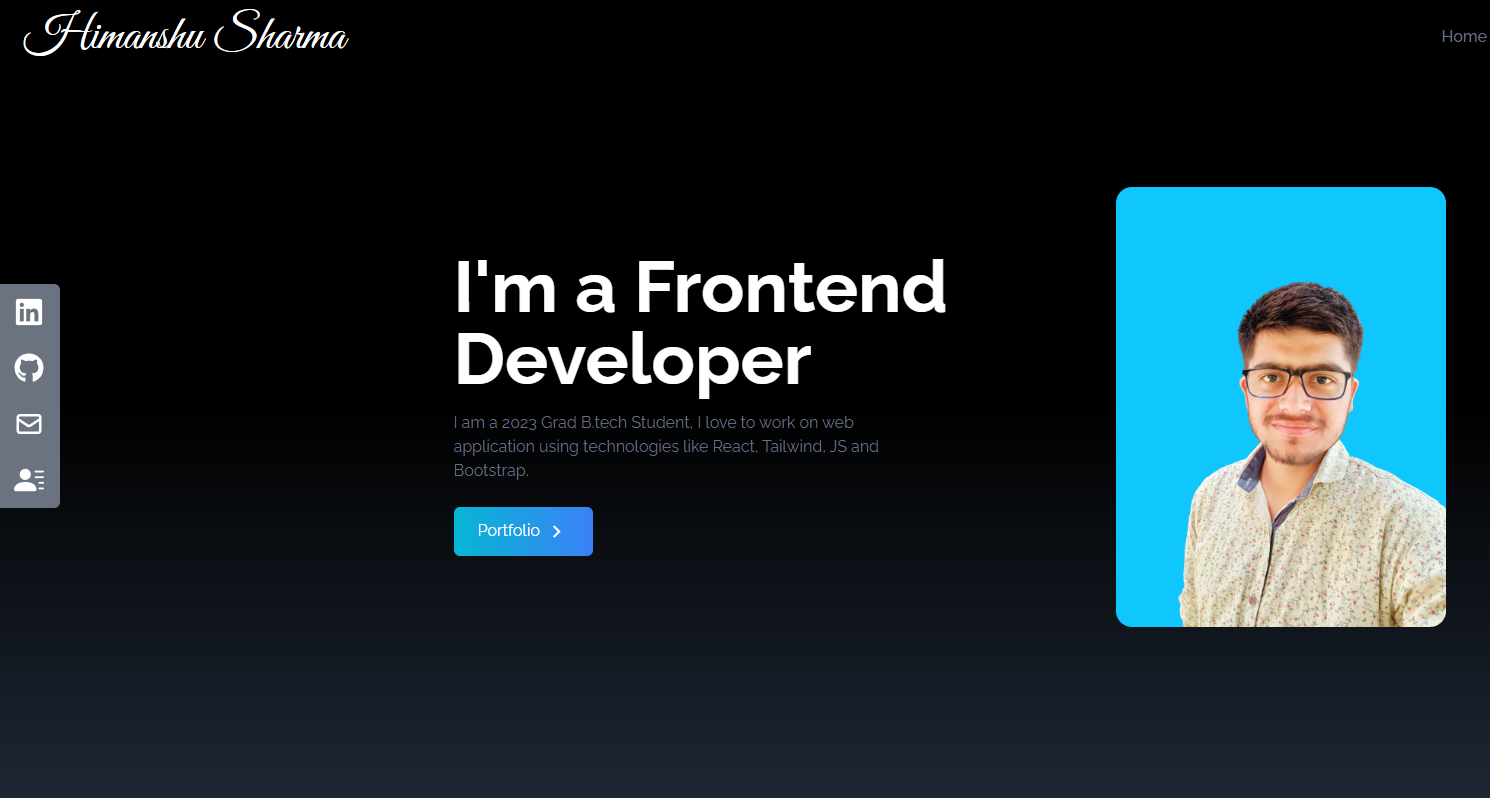 Himanshu Sharma
Home
I'm a Frontend
Developer
I am a 2023 Grad B.tech Student, I love to work on web
application using technologies like React, Tailwind, JS and
Bootstrap.
Portfolio
in